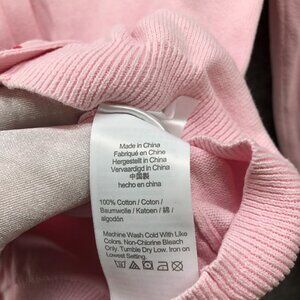 Made in China
Fabriqué en Chine
Hergestellt in China
Vervaardigd in China
中国製
hecho en china
100% Cotton / Coton /
Baumwolle / Katoen / 綿 /
algodón
Machine Wash Cold With Like
Colors. Non-Chlorine Bleach
Only. Tumble Dry Low. Iron on
Lowest Setting.